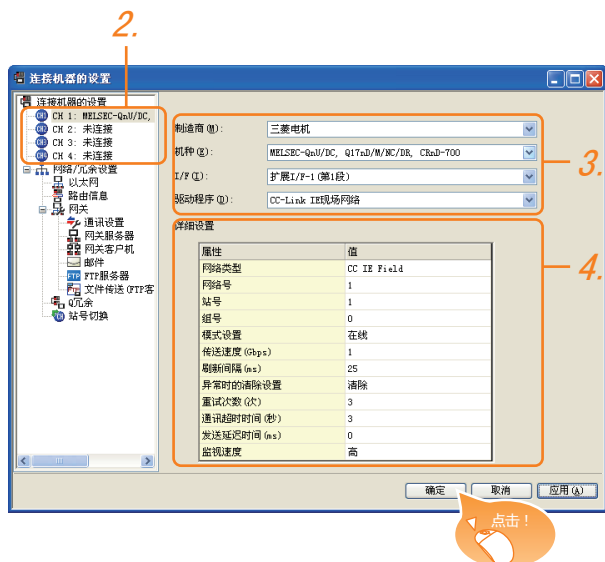 2.
连接机器的设置
连接机器的设置
CH 1: MELSEC-QnU/DC,
CH 2: 未连接
CH 3: 未连接
CH 4: 未连接
网络/冗余设置
以太网
路由信息
网关
通讯设置
网关服务器
网关客户机
邮件
FTP服务器
文件传送(FTP客
Q冗余
站号切换
制造商(M): 三菱电机
机种(E): MELSEC-QnU/DC, Q17nD/M/NC/DR, CRnD-700
I/F(I): 扩展I/F-1(第1段)
驱动程序(D): CC-Link IE现场网络
3.
详细设置
属性 值
网络类型 CC IE Field
网络号 1
站号 1
组号 0
模式设置 在线
传送速度(Gbps) 1
刷新间隔(ms) 25
异常时的清除设置 清除
重试次数(次) 3
通讯超时时间(秒) 3
发送延迟时间(ms) 0
监视速度 高
4.
确定 取消 应用(A)
点击!